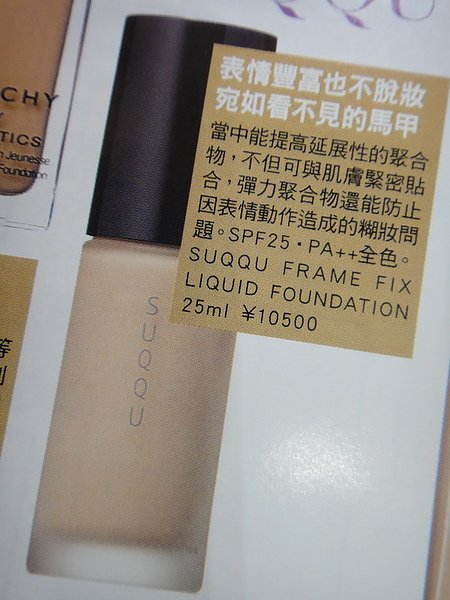 QQU
CHY
TICS
Jeunesse
Foundation
表情豐富也不脫妝
宛如看不見的馬甲
當中能提高延展性的聚合
物，不但可與肌膚緊密貼
合，彈力聚合物還能防止
因表情動作造成的糊妝問
題。SPF25・PA++全色。
SUQQU FRAME FIX
LIQUID FOUNDATION
25ml ¥10500
SUQQU
等